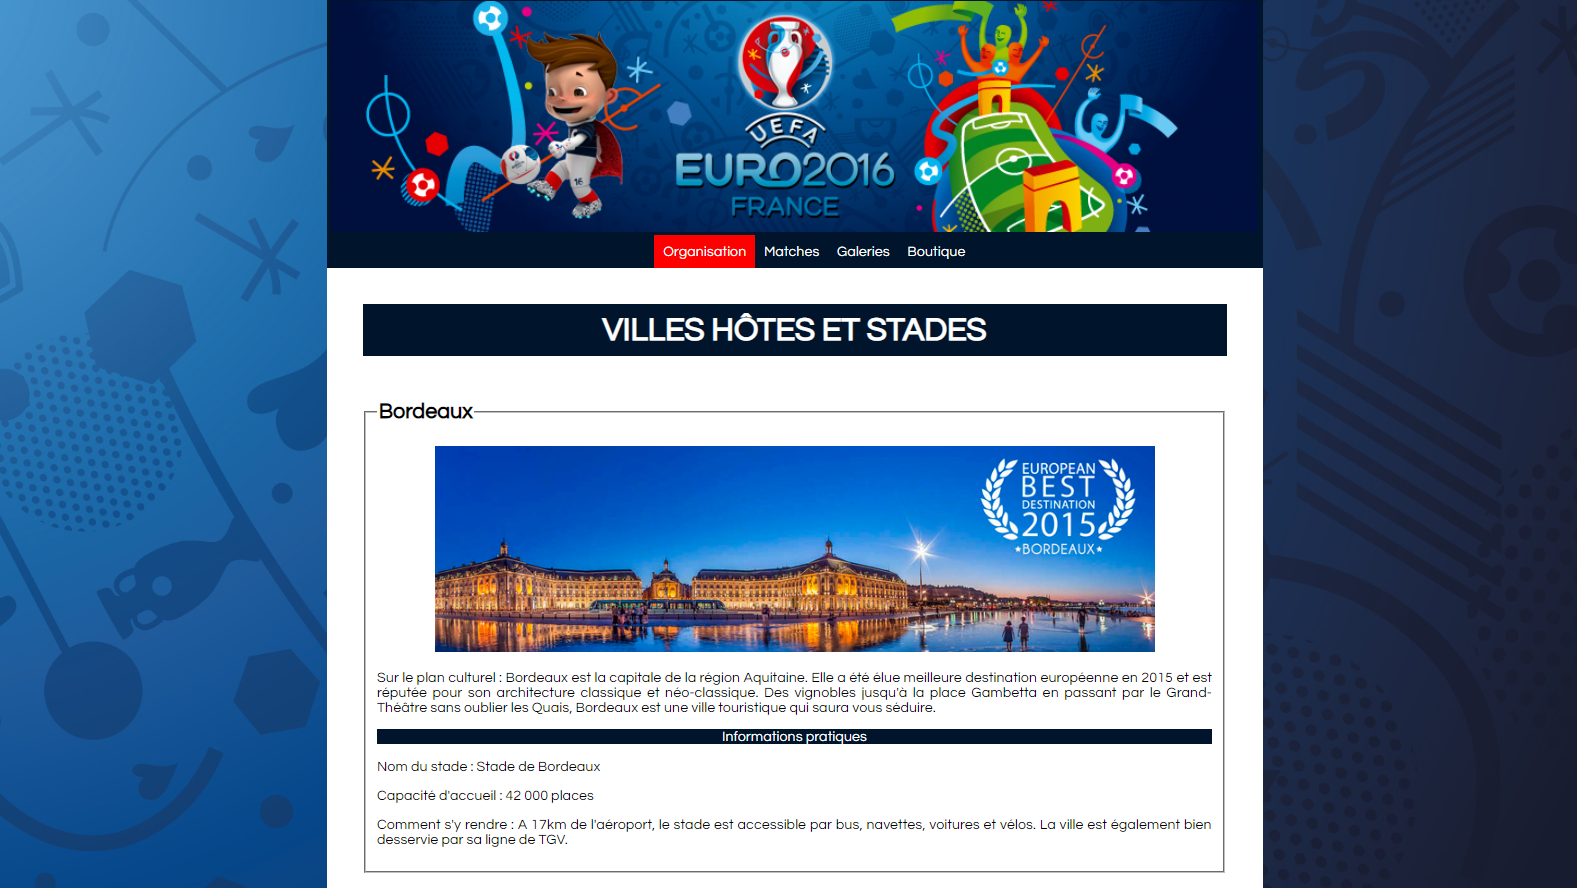 UEFA
EURO2016
FRANCE
16
Organisation Matches Galeries Boutique
VILLES HÔTES ET STADES
Bordeaux
EUROPEAN
BEST
DESTINATION
2015
BORDEAUX
Sur le plan culturel : Bordeaux est la capitale de la région Aquitaine. Elle a été élue meilleure destination européenne en 2015 et est
réputée pour son architecture classique et néo-classique. Des vignobles jusqu'à la place Gambetta en passant par le Grand-
Théâtre sans oublier les Quais, Bordeaux est une ville touristique qui saura vous séduire.
Informations pratiques
Nom du stade : Stade de Bordeaux
Capacité d'accueil : 42 000 places
Comment s'y rendre : A 17km de l'aéroport, le stade est accessible par bus, navettes, voitures et vélos. La ville est également bien
desservie par sa ligne de TGV.